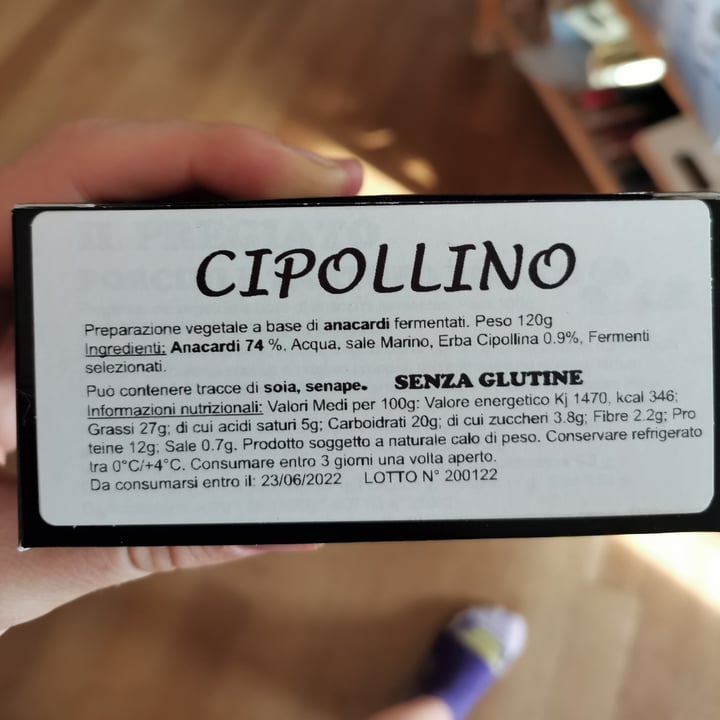 CIPOLLINO
Preparazione vegetale a base di anacardi fermentati. Peso 120g
Ingredienti: Anacardi 74 %, Acqua, sale Marino, Erba Cipollina 0.9%, Fermenti
selezionati.
Può contenere tracce di soia, senape. SENZA GLUTINE
Informazioni nutrizionali: Valori Medi per 100g: Valore energetico Kj 1470, kcal 346;
Grassi 27g; di cui acidi saturi 5g; Carboidrati 20g; di cui zuccheri 3.8g; Fibre 2.2g; Pro
teine 12g; Sale 0.7g. Prodotto soggetto a naturale calo di peso. Conservare refrigerato
tra 0°C/+4°C. Consumare entro 3 giorni una volta aperto.
Da consumarsi entro il: 23/06/2022 LOTTO N° 200122